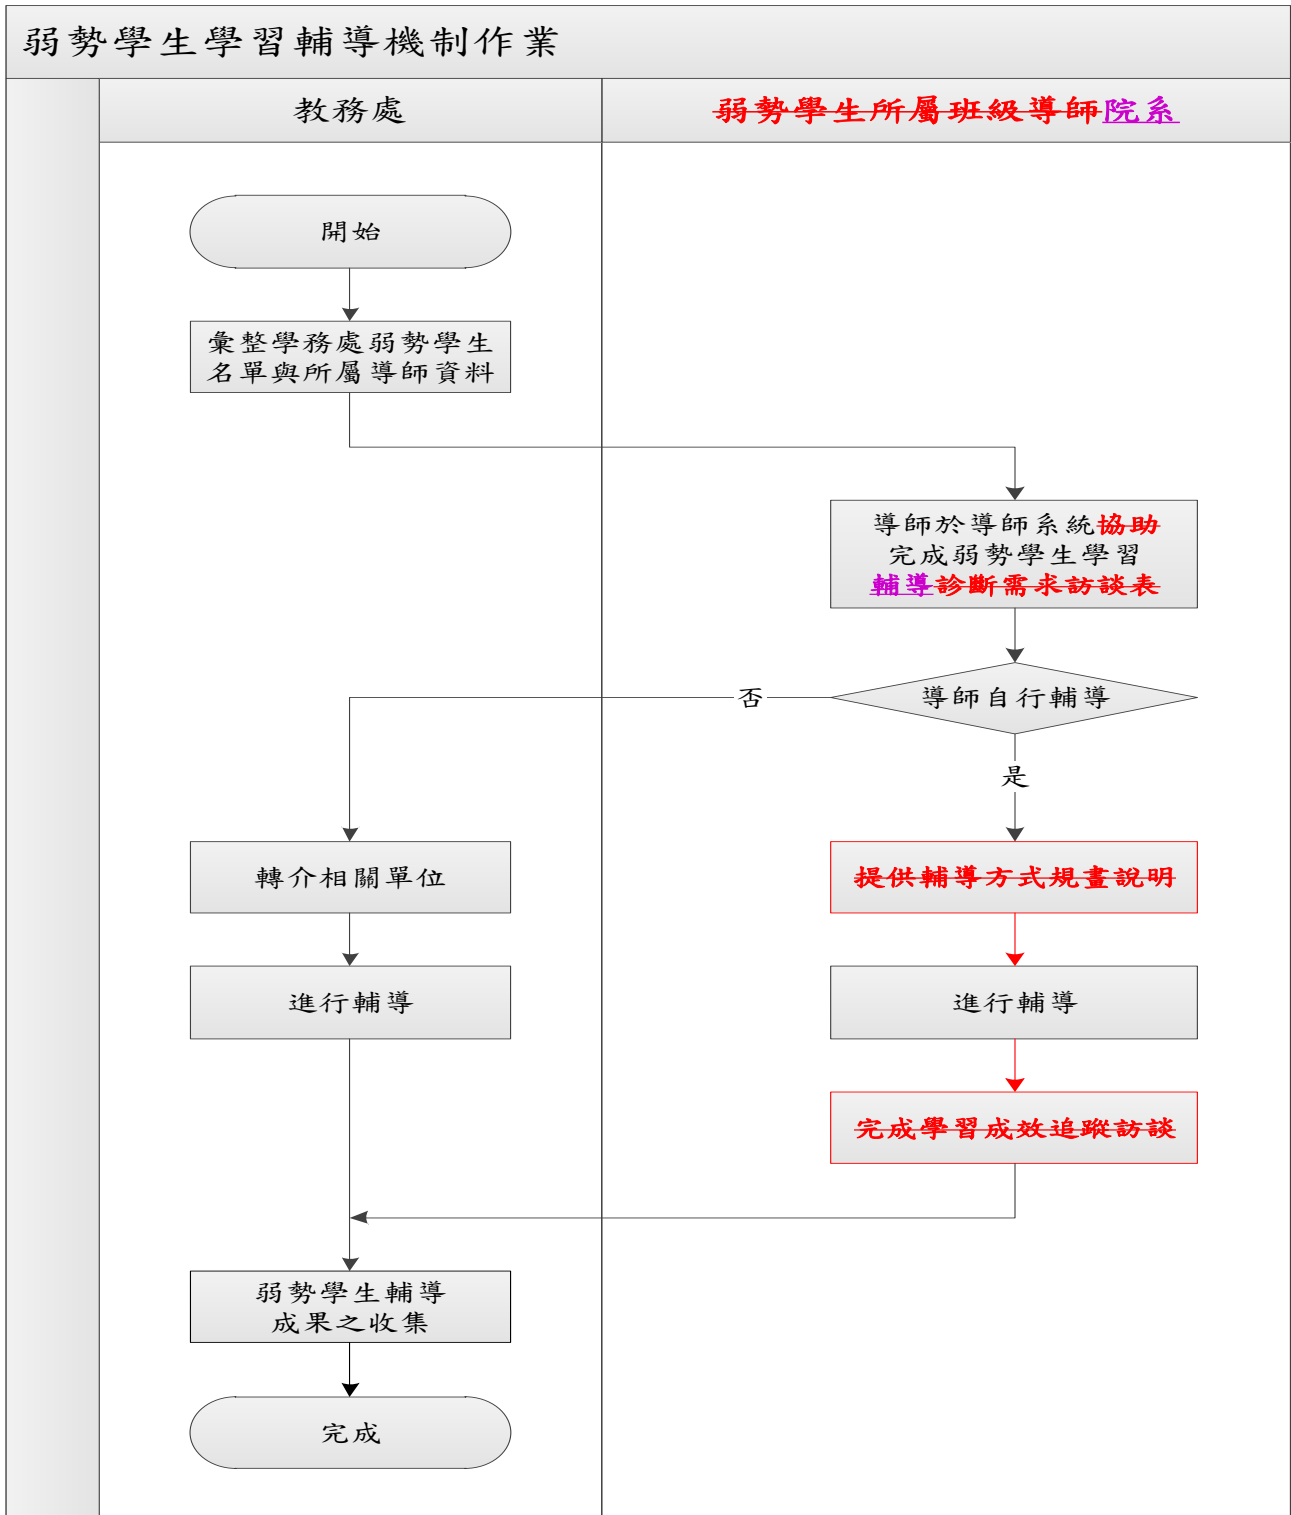 弱勢學生學習輔導機制作業
教務處
弱勢學生所屬班級導師院系
開始
彙整學務處弱勢學生
名單與所屬導師資料
導師於導師系統協助
完成弱勢學生學習
輔導診斷需求訪談表
導師自行輔導
否
是
轉介相關單位
提供輔導方式規畫說明
進行輔導
進行輔導
完成學習成效追蹤訪談
弱勢學生輔導
成果之收集
完成